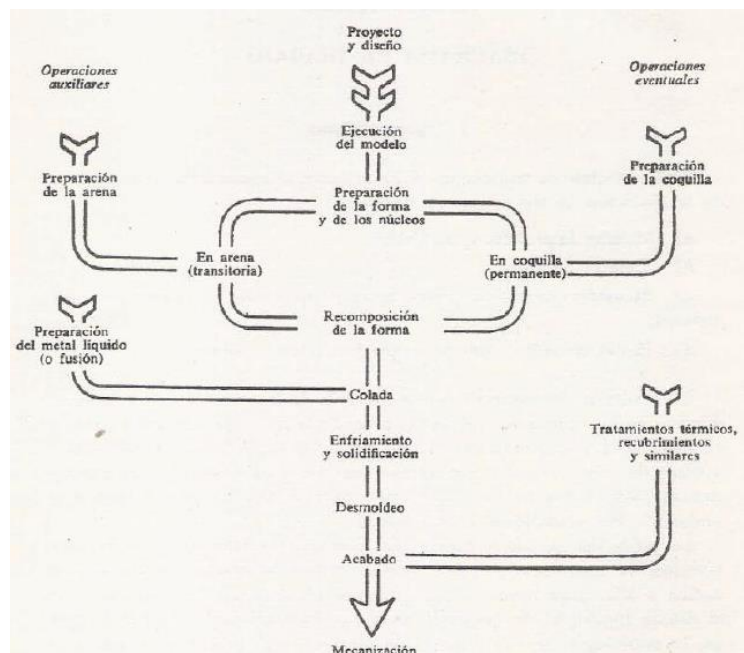 Proyecto
y diseño
Operaciones
auxiliares
Operaciones
eventuales
Ejecución
del modelo
Preparación
de la arena
Preparación
de la coquilla
Preparación
de la forma
y de los núcleos
En arena
(transitoria)
En coquilla
(permanente)
Recomposición
de la forma
Preparación
del metal líquido
(o fusión)
Colada
Enfriamiento
y solidificación
Tratamientos térmicos,
recubrimientos
y similares
Desmoldeo
Acabado
Mecanización